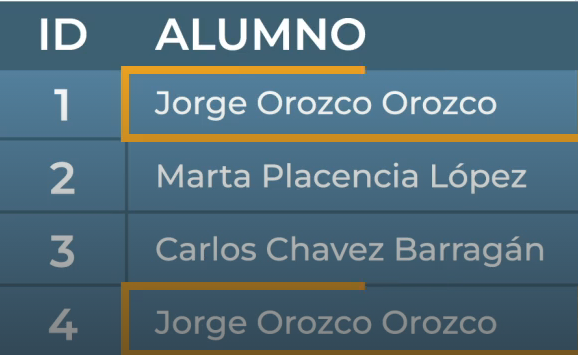 ID ALUMNO
1 Jorge Orozco Orozco
2 Marta Placencia López
3 Carlos Chavez Barragán
4 Jorge Orozco Orozco